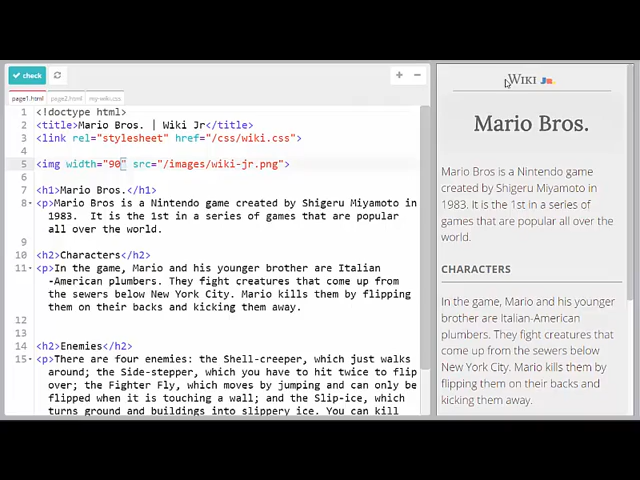 check
page1.html page2.html my-wiki.css
1 <!doctype html>
2 <title>Mario Bros. | Wiki Jr</title>
3 <link rel="stylesheet" href="/css/wiki.css">
4
5 <img width="90" src="/images/wiki-jr.png">
6
7 <h1>Mario Bros.</h1>
8 <p>Mario Bros is a Nintendo game created by Shigeru Miyamoto in
1983. It is the 1st in a series of games that are popular
all over the world.
9
10 <h2>Characters</h2>
11 <p>In the game, Mario and his younger brother are Italian
-American plumbers. They fight creatures that come up from
the sewers below New York City. Mario kills them by flipping
them on their backs and kicking them away.
12
13
14 <h2>Enemies</h2>
15 <p>There are four enemies: the Shell-creeper, which just walks
around; the Side-stepper, which you have to hit twice to flip
over; the Fighter Fly, which moves by jumping and can only be
flipped when it is touching a wall; and the Slip-ice, which
turns ground and buildings into slippery ice. You can kill
WIKI JR.
Mario Bros.
Mario Bros is a Nintendo game
created by Shigeru Miyamoto in
1983. It is the 1st in a series of
games that are popular all over the
world.
CHARACTERS
In the game, Mario and his younger
brother are Italian-American
plumbers. They fight creatures that
come up from the sewers below
New York City. Mario kills them by
flipping them on their backs and
kicking them away.